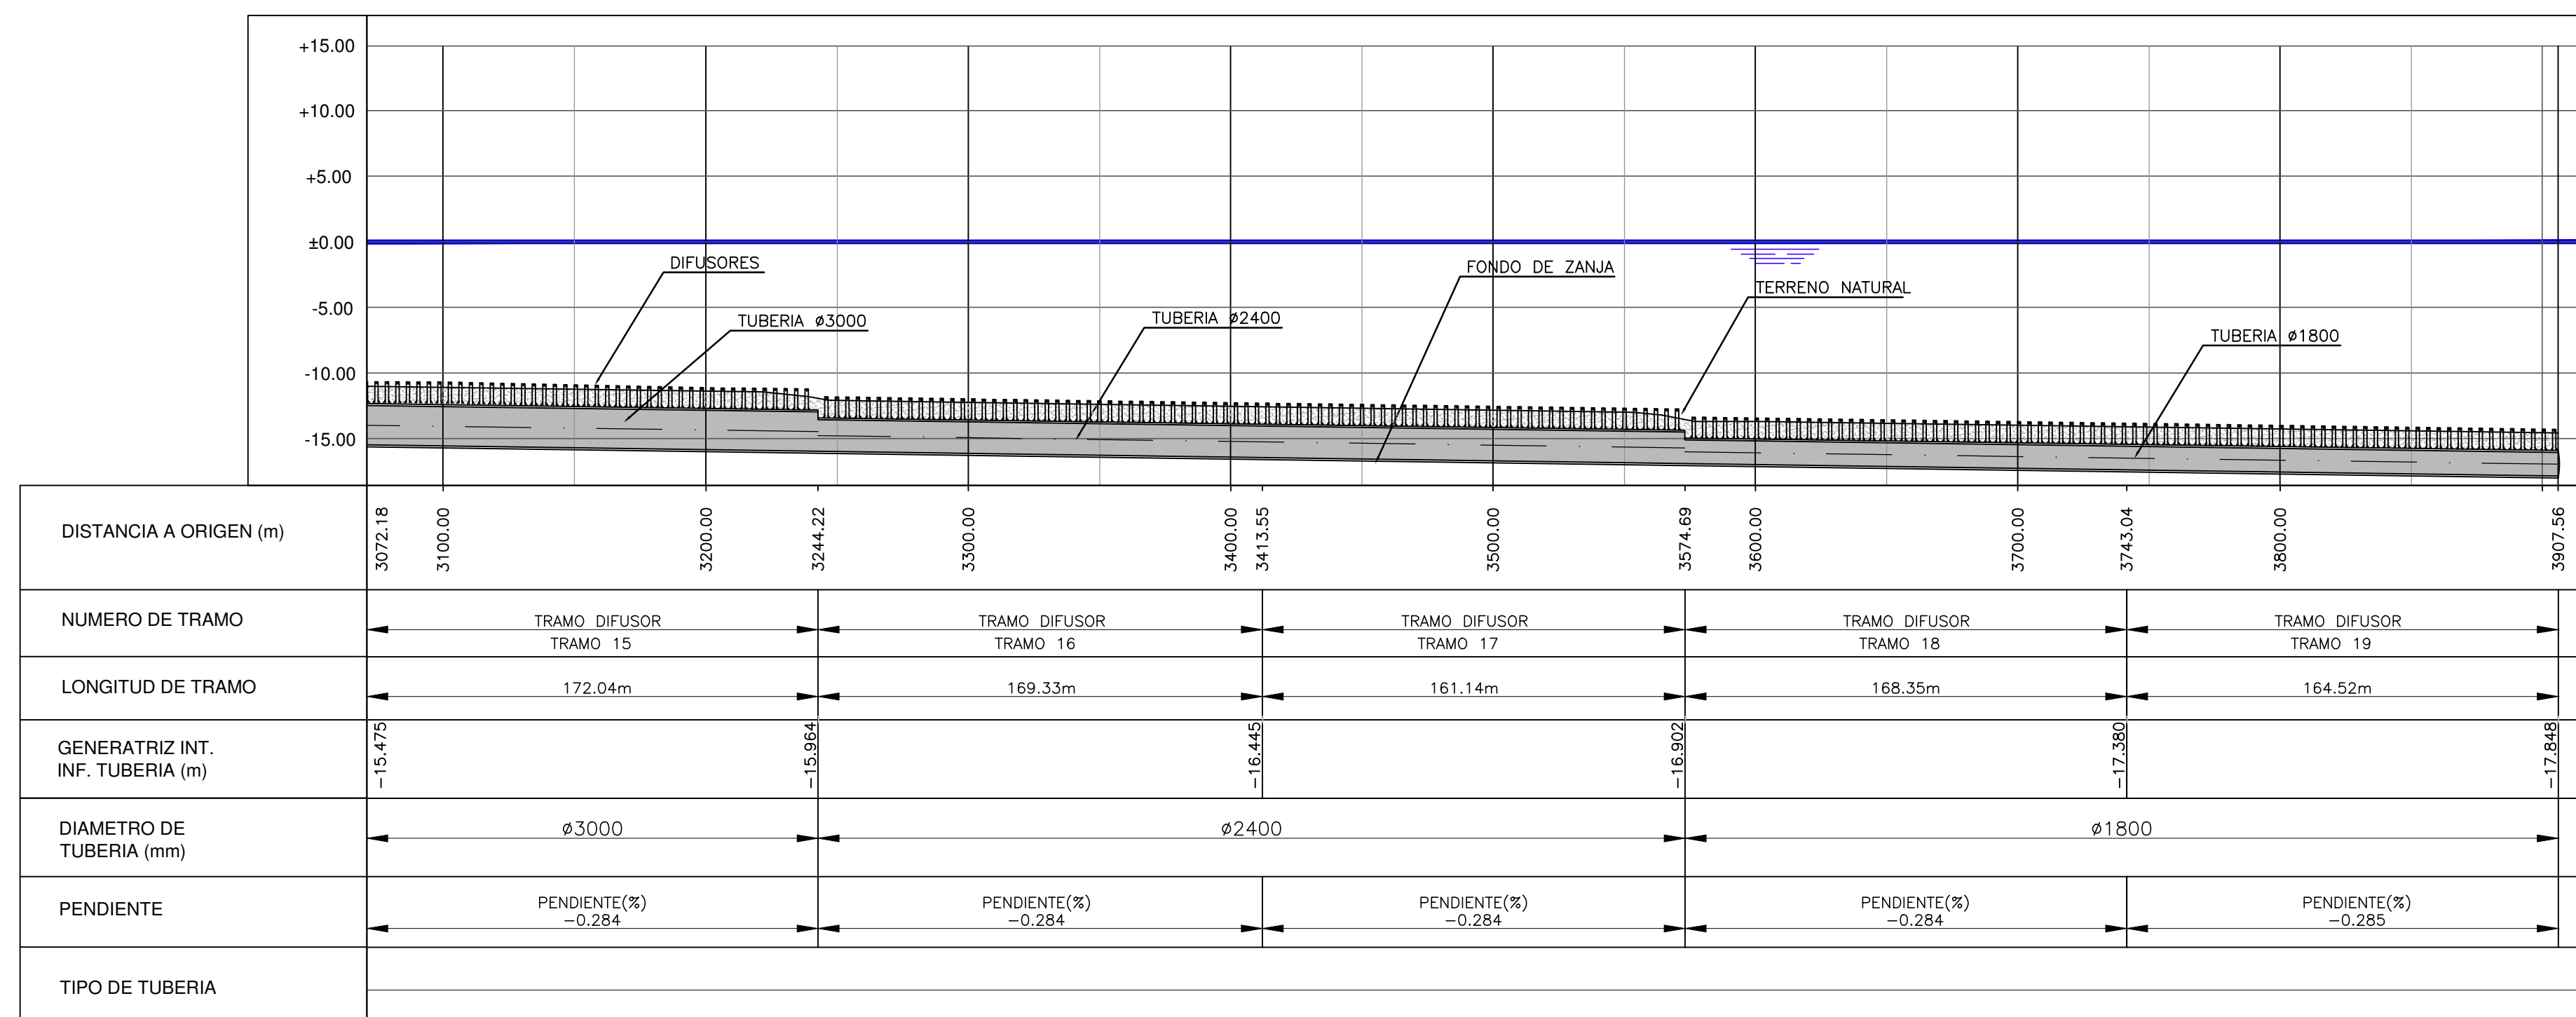 +15.00
+10.00
+5.00
±0.00
-5.00
-10.00
-15.00
DIFUSORES
TUBERIA ø3000
TUBERIA ø2400
FONDO DE ZANJA
TERRENO NATURAL
TUBERIA ø1800
DISTANCIA A ORIGEN (m)
3072.18
3100.00
3200.00
3244.22
3300.00
3400.00
3413.55
3500.00
3574.69
3600.00
3700.00
3743.04
3800.00
3907.56
NUMERO DE TRAMO
TRAMO DIFUSOR
TRAMO 15
TRAMO DIFUSOR
TRAMO 16
TRAMO DIFUSOR
TRAMO 17
TRAMO DIFUSOR
TRAMO 18
TRAMO DIFUSOR
TRAMO 19
LONGITUD DE TRAMO
172.04m
169.33m
161.14m
168.35m
164.52m
GENERATRIZ INT.
INF. TUBERIA (m)
-15.475
-15.964
-16.445
-16.902
-17.380
-17.848
DIAMETRO DE
TUBERIA (mm)
ø3000
ø2400
ø1800
PENDIENTE
PENDIENTE(%)
-0.284
PENDIENTE(%)
-0.284
PENDIENTE(%)
-0.284
PENDIENTE(%)
-0.284
PENDIENTE(%)
-0.285
TIPO DE TUBERIA